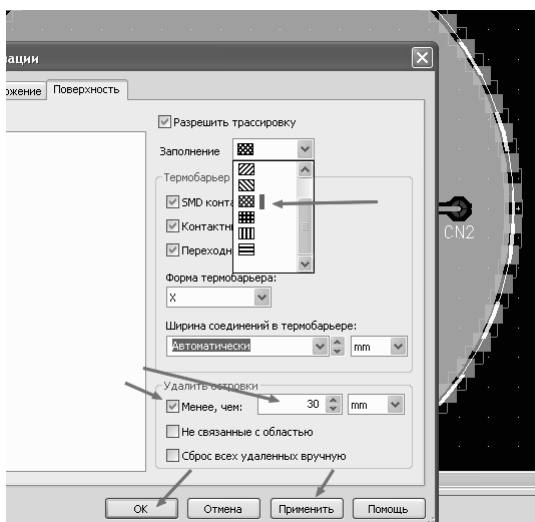 ации
ожение Поверхность
Разрешить трассировку
Заполнение
Термобарьер
SMD конта
Контактн
Переходн
Форма термобарьера:
X
Ширина соединений в термобарьере:
Автоматически mm
Удалить островки
Менее, чем: 30 mm
Не связанные с областью
Сброс всех удаленных вручную
OK Отмена Применить Помощь
CN2